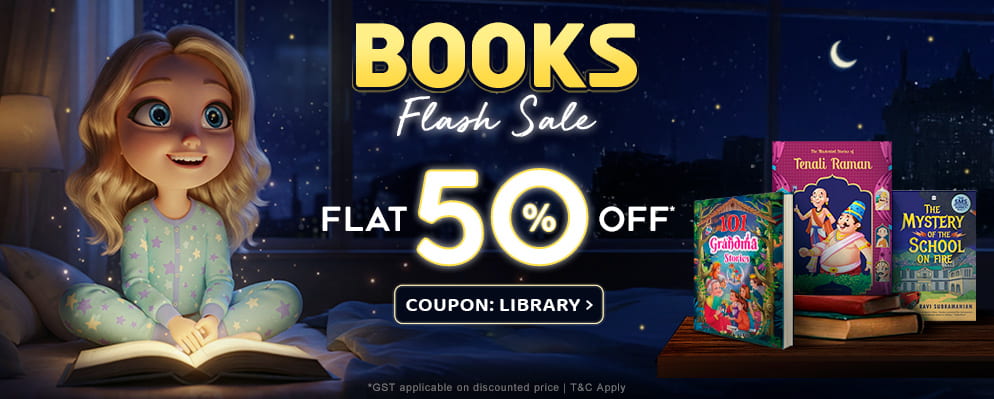 BOOKS
Flash Sale
FLAT 50% OFF*
COUPON: LIBRARY >
*GST applicable on discounted price | T&C Apply
101
Grandma
Stories
The Illustrated Stories of
Tenali Raman
THE
MYSTERY
OF THE
SCHOOL
ON FIRE
RAVI SUBRAMANIAN